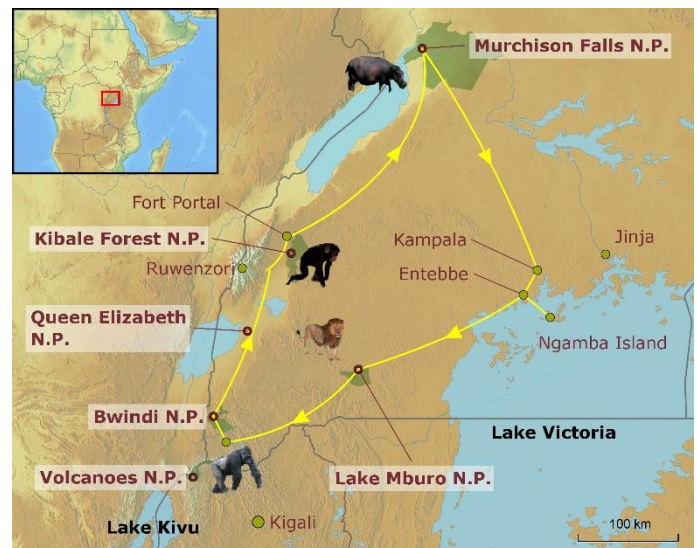 Murchison Falls N.P.
Fort Portal
Kibale Forest N.P.
Ruwenzori
Kampala
Jinja
Entebbe
Queen Elizabeth
N.P.
Ngamba Island
Bwindi N.P.
Lake Victoria
Volcanoes N.P.
Lake Mburo N.P.
Lake Kivu
Kigali
100 km